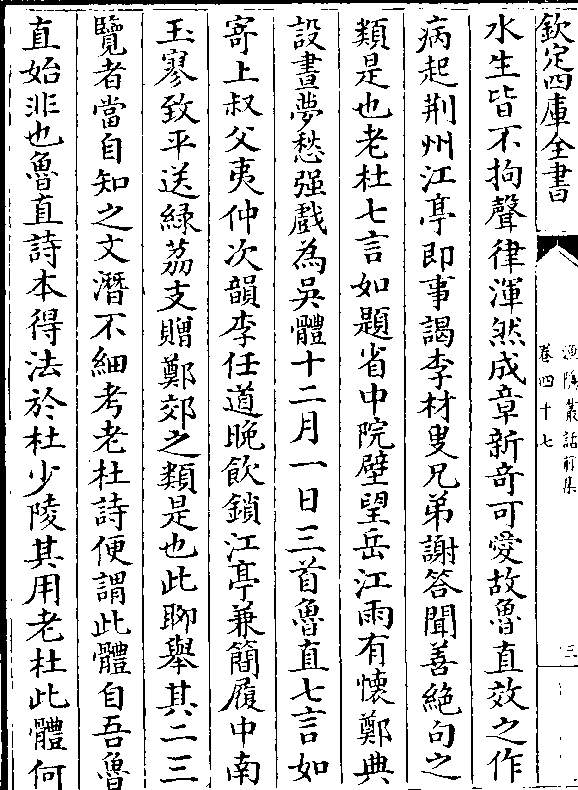 欽定四庫全書
漁隱叢話前集
卷四十七
三
水生皆不拘聲律渾然成章新奇可愛故魯直效之作
病起荆州江亭即事謁李材叟兄弟謝答聞善絶句之
類是也老杜七言如題省中院壁望岳江雨有懷鄭典
設晝夢愁强戲為吳體十二月一日三首魯直七言如
寄上叔父夷仲次韻李任道晚飲鎖江亭兼簡履中南
玉寥致平送綠荔支贈鄭郊之類是也此聊舉其二三
覽者當自知之文潛不細考老杜詩便謂此體自吾魯
直始非也魯直詩本得法於杜少陵其用老杜此體何